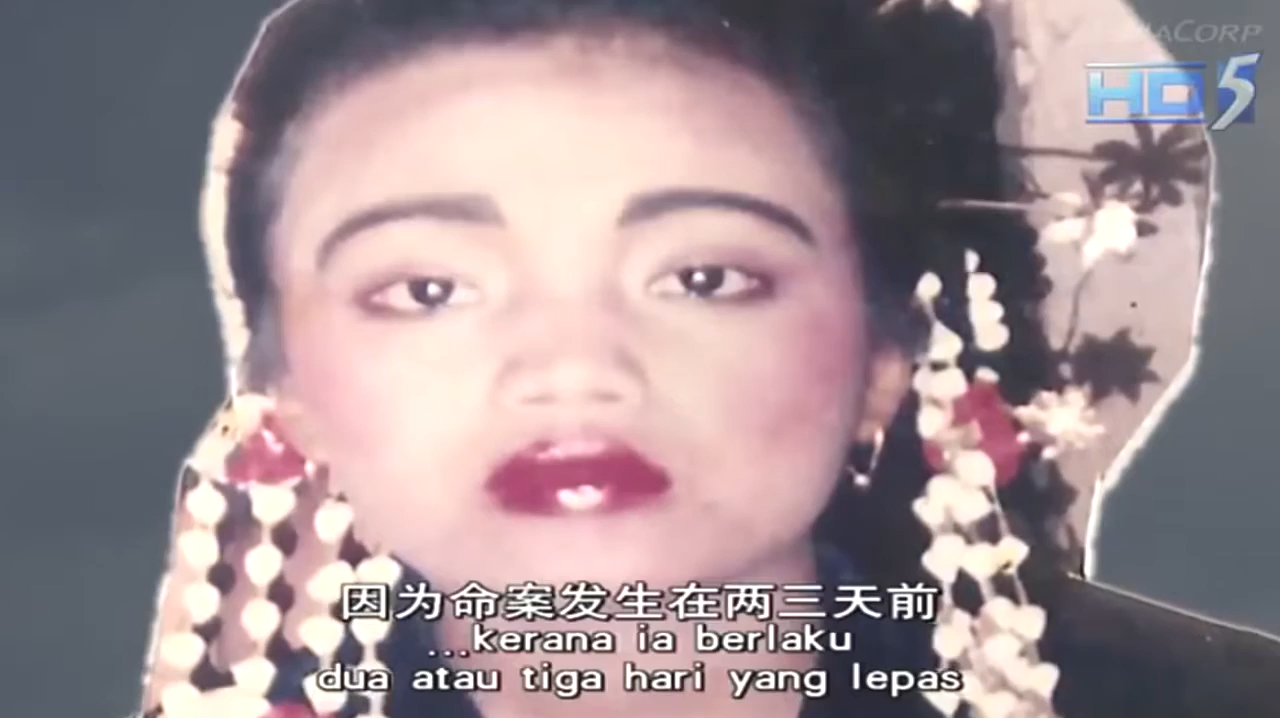 MEDIACORP
HD5
因为命案发生在两三天前
...kerana ia berlaku
dua atau tiga hari yang lepas